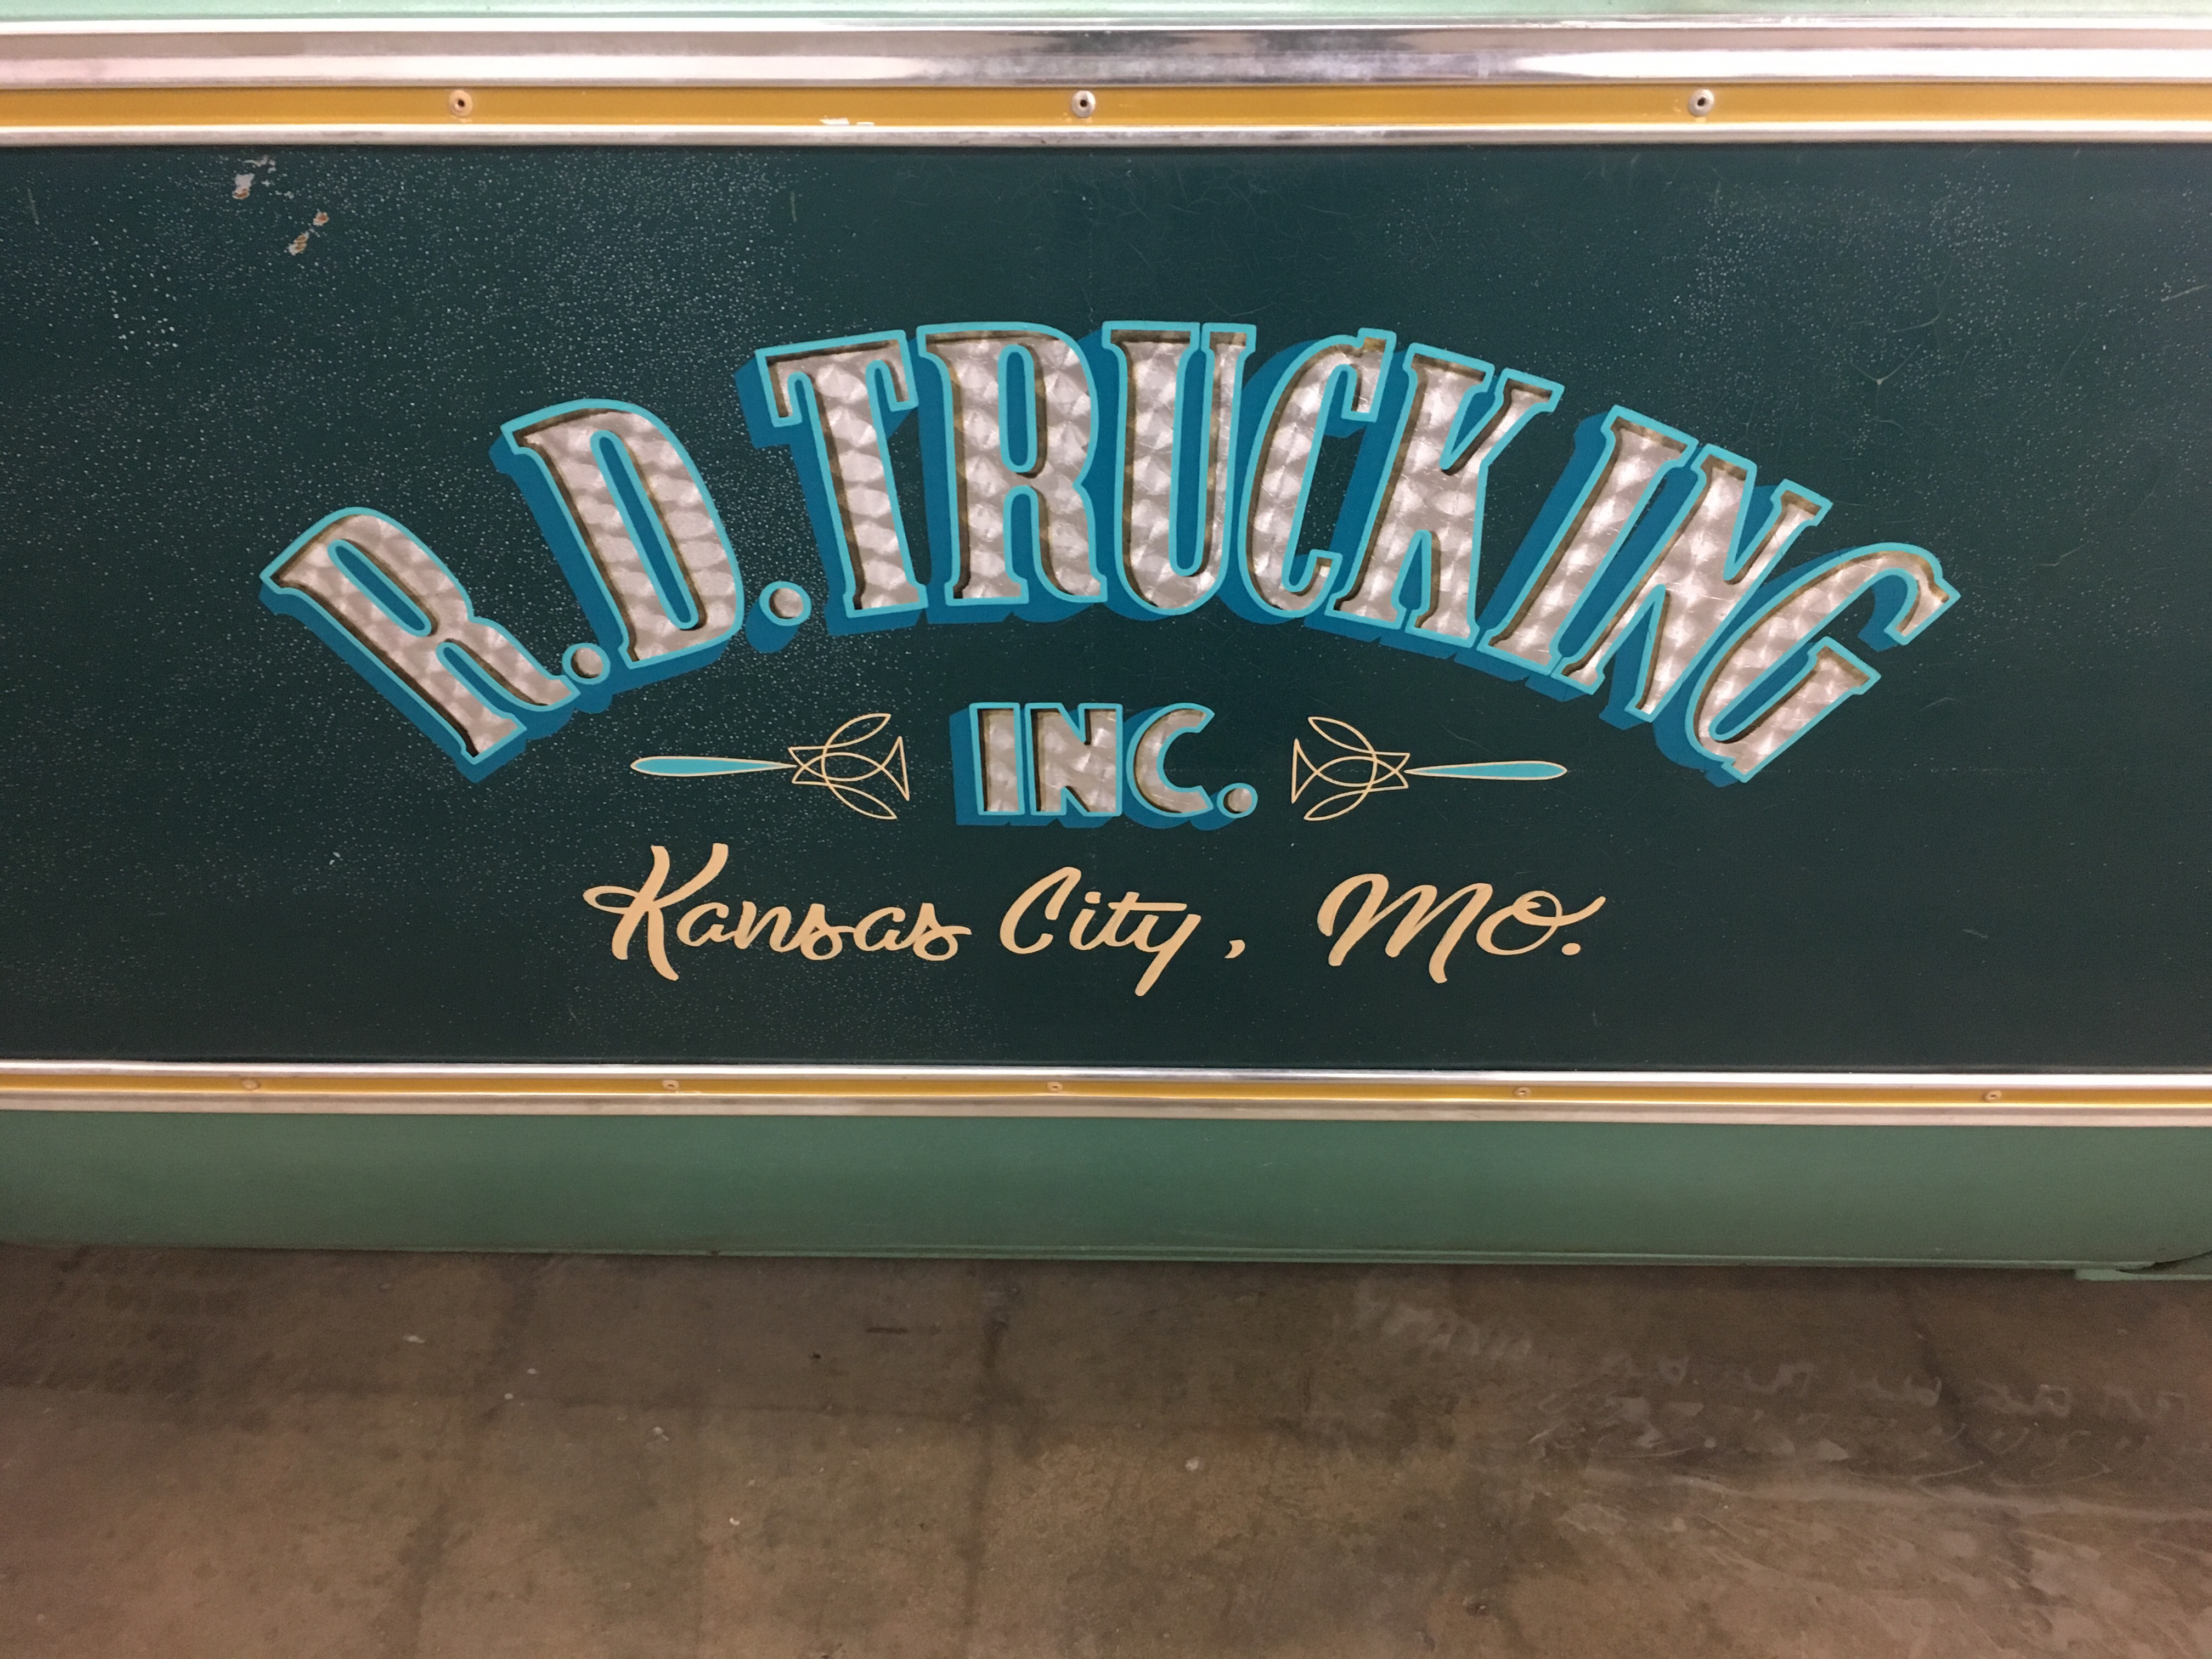 R.D. TRUCKING
INC.
Kansas City, Mo.